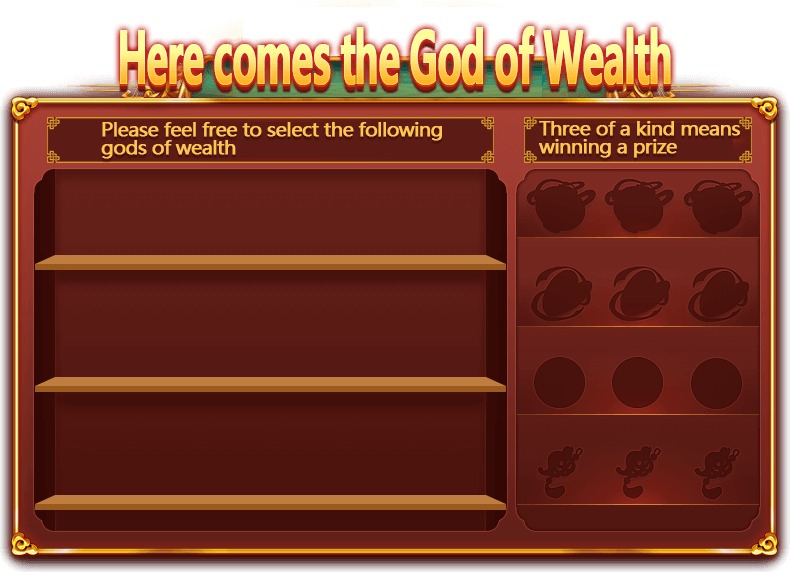 Here comes the God of Wealth
Please feel free to select the following
gods of wealth
Three of a kind means
winning a prize